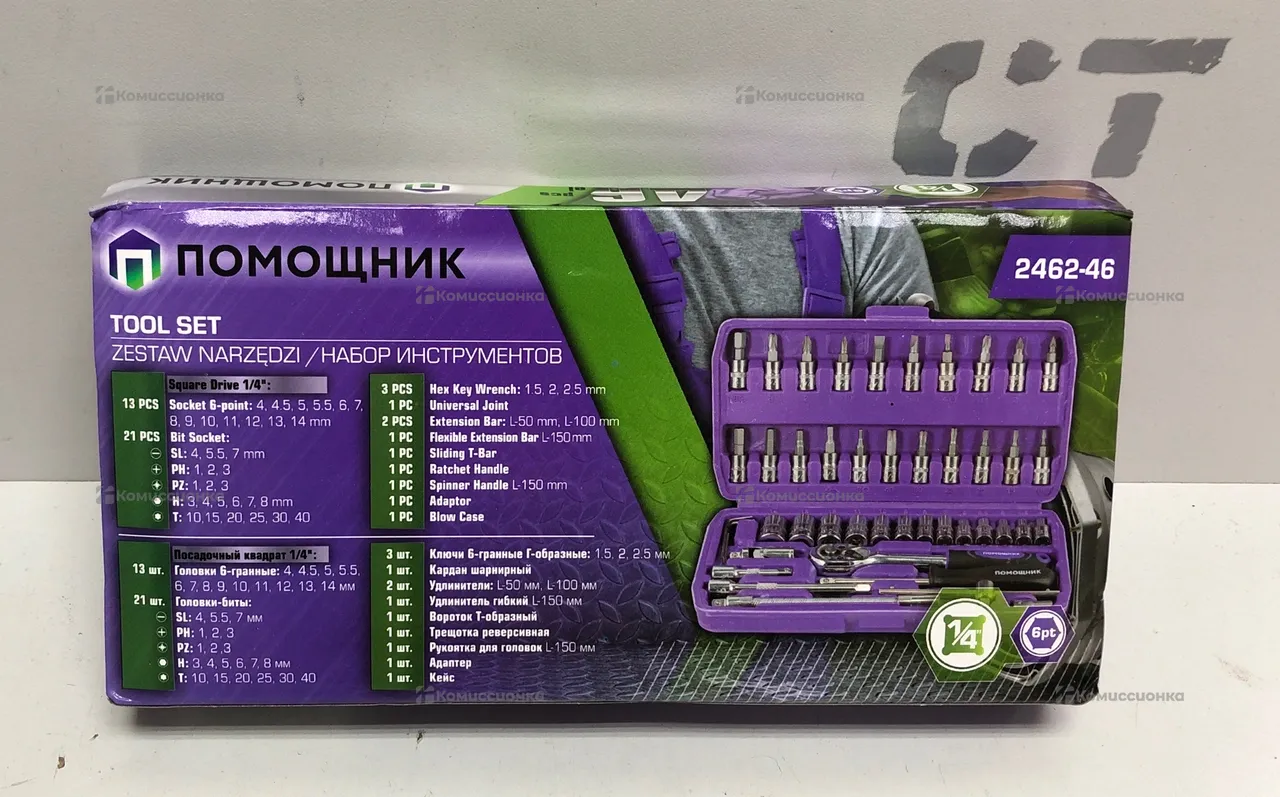 Комиссионка
Комиссионка
СТ
ПОМОЩНИК
46
pcs
1/4
ПОМОЩНИК
2462-46
Комиссионка
Комиссионка
TOOL SET
ZESTAW NARZĘDZI / НАБОР ИНСТРУМЕНТОВ
Square Drive 1/4":
13 PCS Socket 6-point: 4, 4.5, 5, 5.5, 6, 7,
8, 9, 10, 11, 12, 13, 14 mm
21 PCS Bit Socket:
SL: 4, 5.5, 7 mm
PH: 1, 2, 3
PZ: 1, 2, 3
H: 3, 4, 5, 6, 7, 8 mm
T: 10,15, 20, 25, 30, 40
3 PCS Hex Key Wrench: 1.5, 2, 2.5 mm
1 PC Universal Joint
2 PCS Extension Bar: L-50 mm, L-100 mm
1 PC Flexible Extension Bar L-150mm
1 PC Sliding T-Bar
1 PC Ratchet Handle
1 PC Spinner Handle L-150 mm
1 PC Adaptor
1 PC Blow Case
Комиссионка
Комиссионка
Комиссионка
Посадочный квадрат 1/4":
13 шт. Головки 6-гранные: 4, 4.5, 5, 5.5,
6, 7, 8, 9, 10, 11, 12, 13, 14 мм
21 шт. Головки-биты:
SL: 4, 5.5, 7 мм
PH: 1, 2, 3
PZ: 1, 2, 3
H: 3, 4, 5, 6, 7, 8 мм
T: 10, 15, 20, 25, 30, 40
3 шт. Ключи 6-гранные Г-образные: 1.5, 2, 2.5 мм
1 шт. Кардан шарнирный
2 шт. Удлинители: L-50 мм, L-100 мм
1 шт. Удлинитель гибкий L-150 мм
1 шт. Вороток Т-образный
1 шт. Трещотка реверсивная
1 шт. Рукоятка для головок L-150 мм
1 шт. Адаптер
1 шт. Кейс
ПОМОЩНИК
ПОМОЩНИК
1/4"
6pt
Комиссионка
Комиссионка